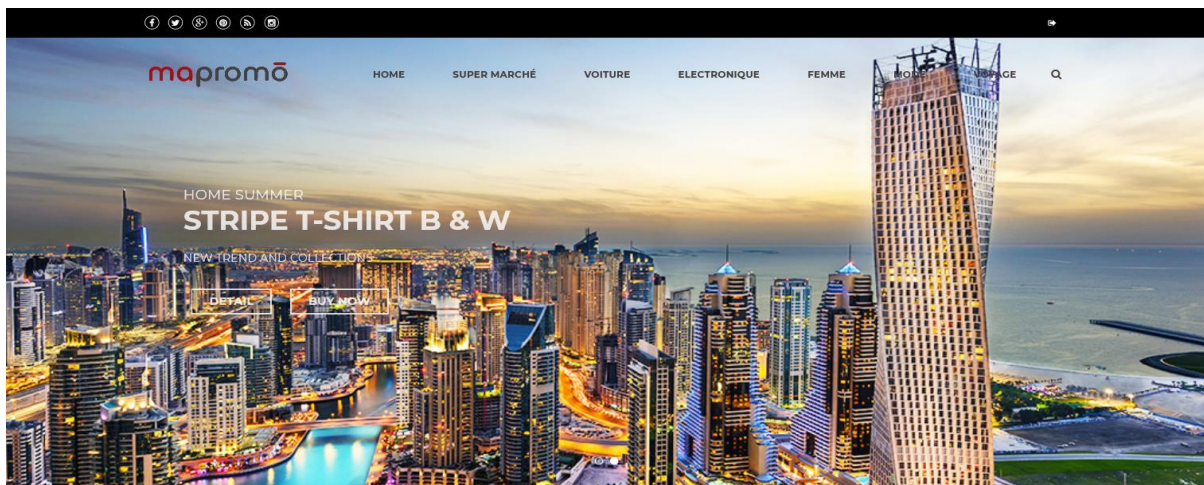 mapromō
HOME SUPER MARCHÉ VOITURE ELECTRONIQUE FEMME MODE VOYAGE
HOME SUMMER
STRIPE T-SHIRT B & W
NEW TREND AND COLLECTIONS
DETAIL BUY NOW